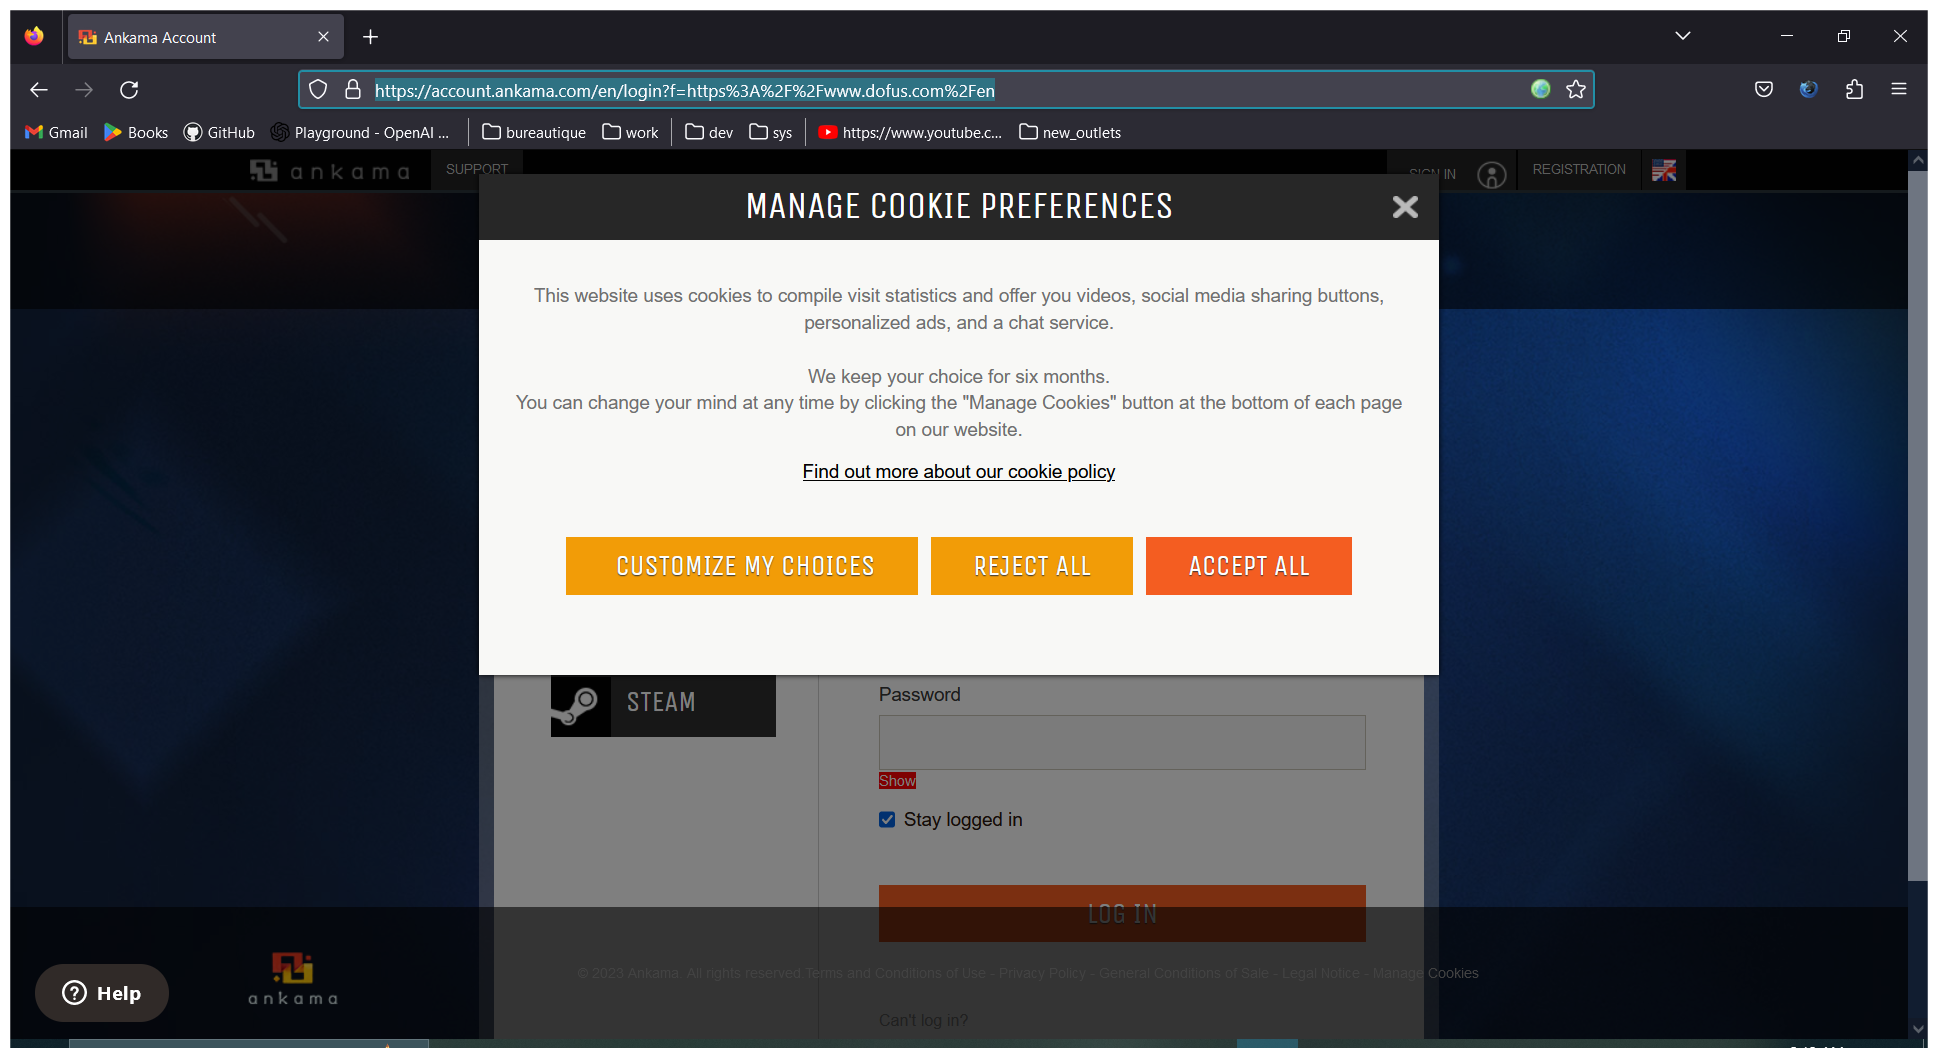 Ankama Account
https://account.ankama.com/en/login?f=https%3A%2F%2Fwww.dofus.com%2Fen
Gmail Books GitHub Playground - OpenAI ... bureautique work dev sys https://www.youtube.c... new_outlets
ankama SUPPORT SIGN IN REGISTRATION
MANAGE COOKIE PREFERENCES
This website uses cookies to compile visit statistics and offer you videos, social media sharing buttons,
personalized ads, and a chat service.
We keep your choice for six months.
You can change your mind at any time by clicking the "Manage Cookies" button at the bottom of each page
on our website.
Find out more about our cookie policy
CUSTOMIZE MY CHOICES REJECT ALL ACCEPT ALL
STEAM
Password
Show
Stay logged in
LOG IN
© 2023 Ankama. All rights reserved Terms and Conditions of Use - Privacy Policy - General Conditions of Sale - Legal Notice - Manage Cookies
Help
ankama
Can't log in?